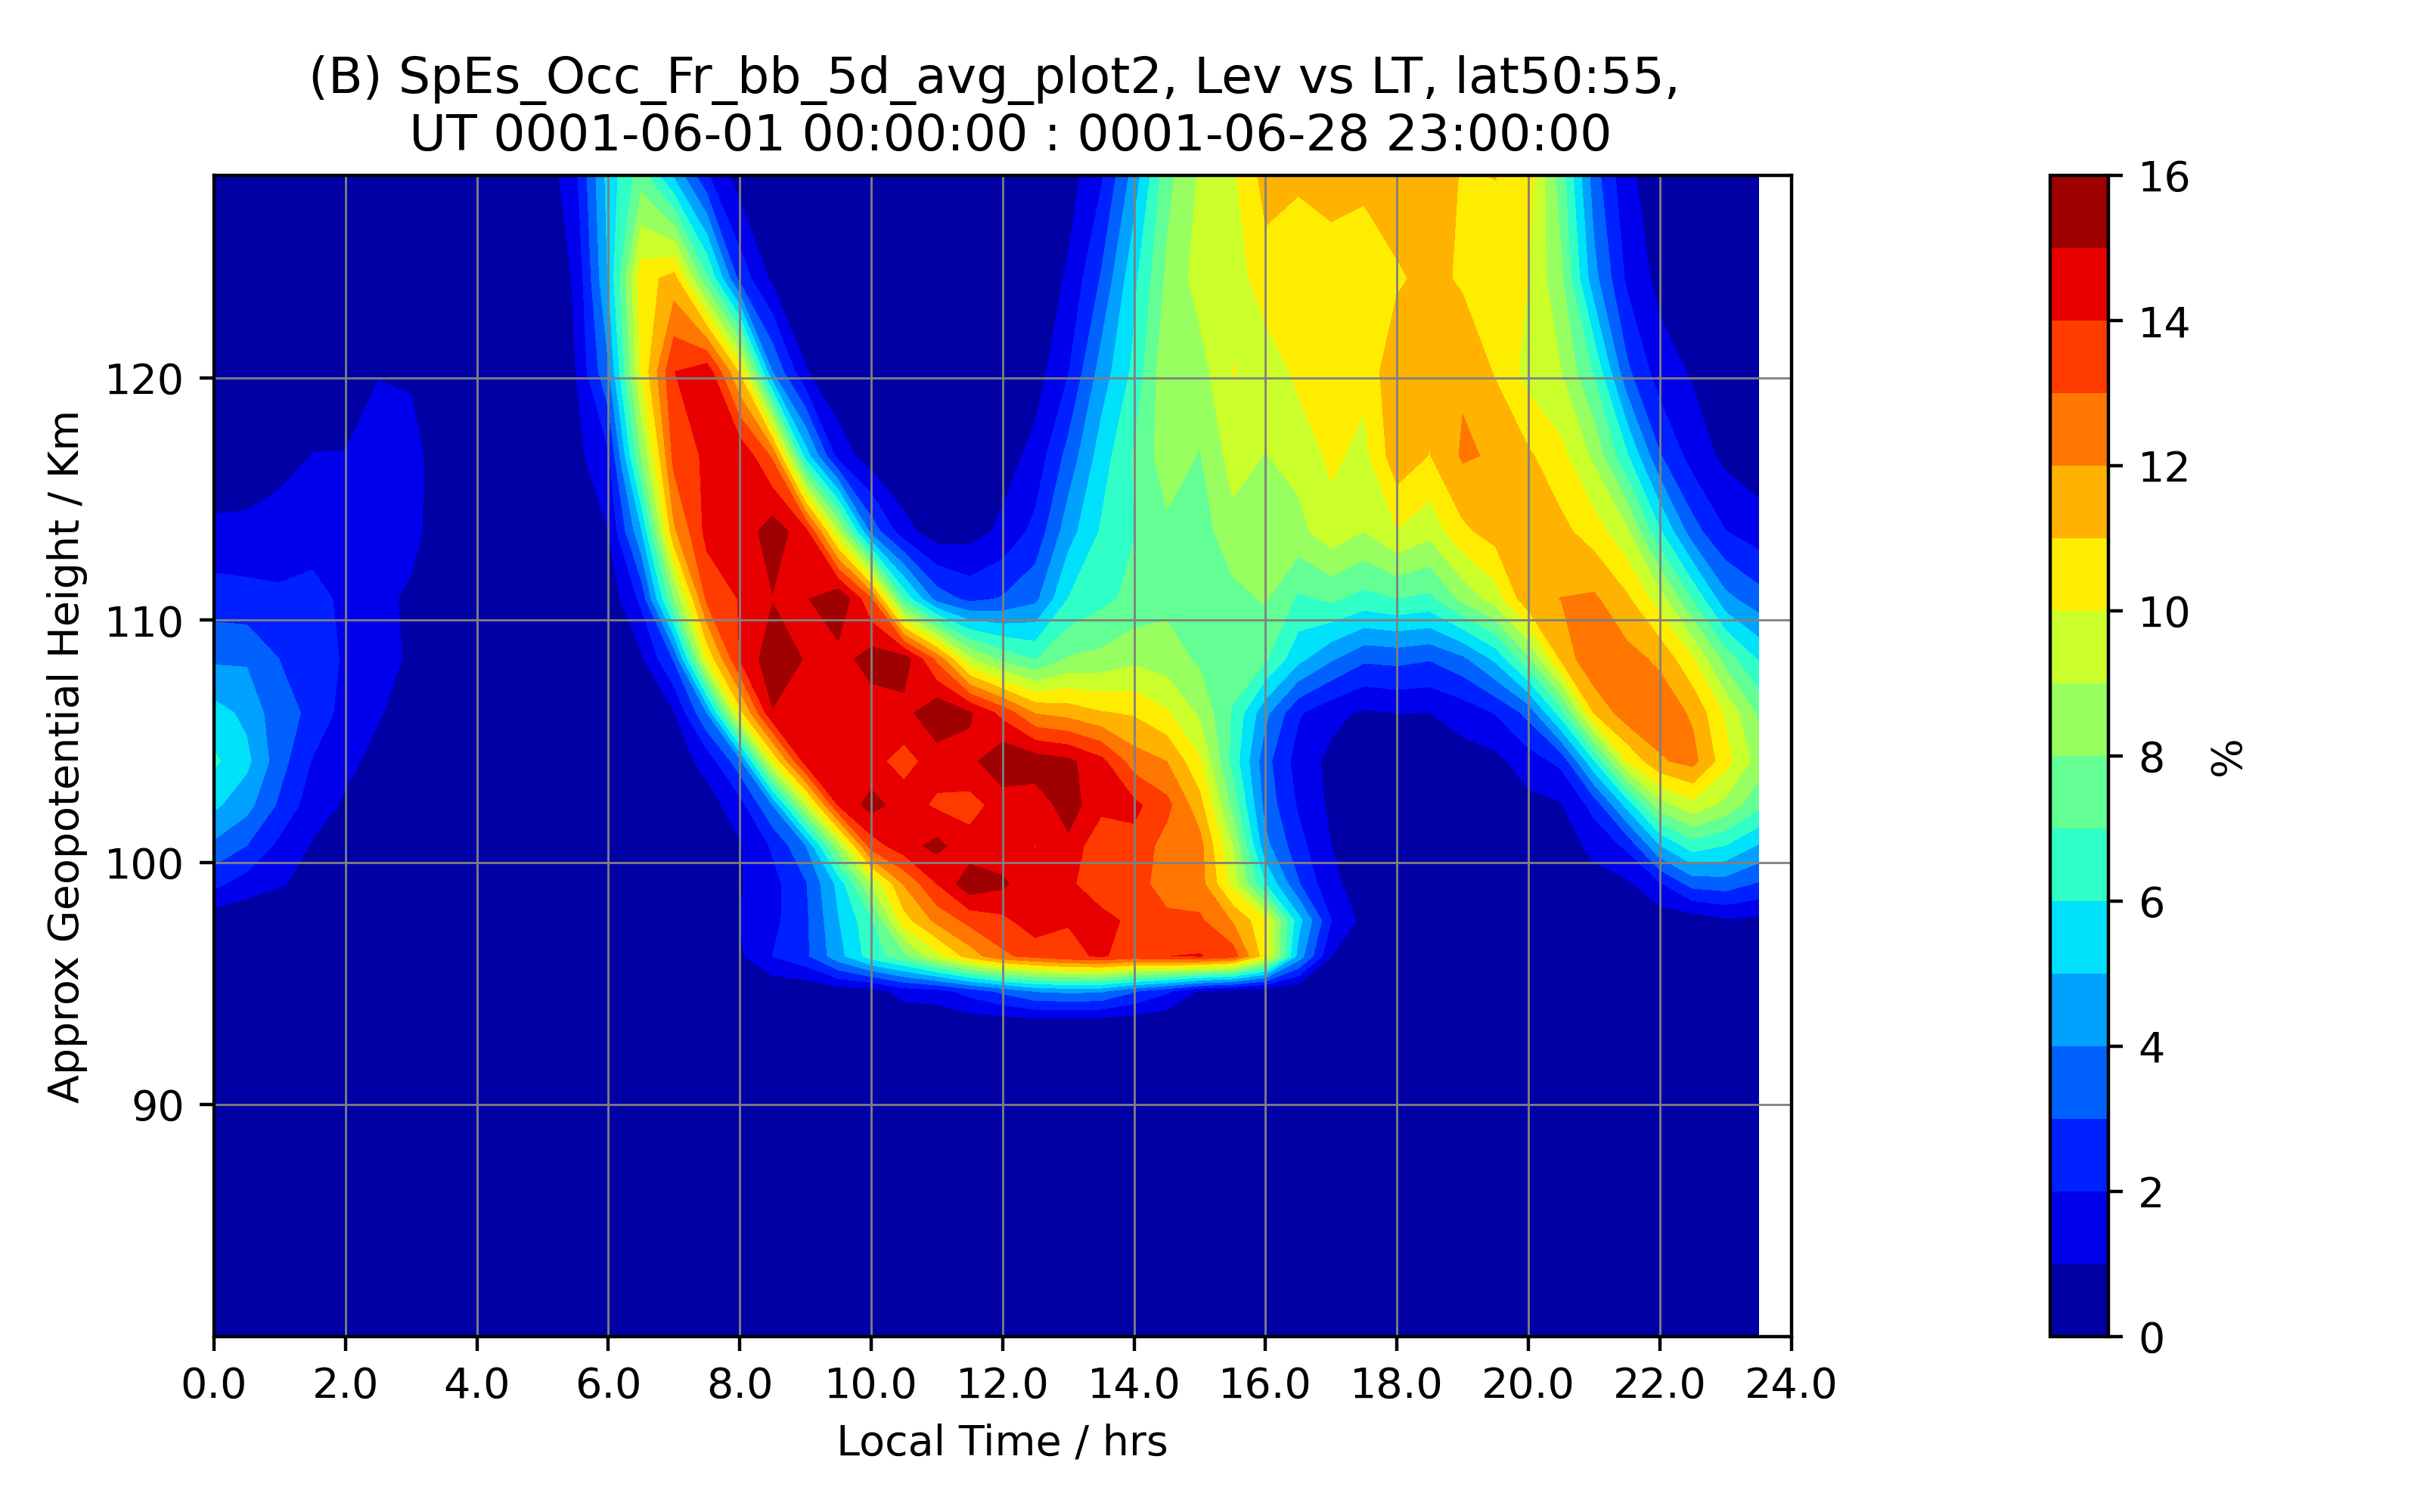 (B) SpEs_Occ_Fr_bb_5d_avg_plot2, Lev vs LT, lat50:55,
UT 0001-06-01 00:00:00 : 0001-06-28 23:00:00
Approx Geopotential Height / Km
120
110
100
90
0.0 2.0 4.0 6.0 8.0 10.0 12.0 14.0 16.0 18.0 20.0 22.0 24.0
Local Time / hrs
16
14
12
10
8
6
4
2
0
%